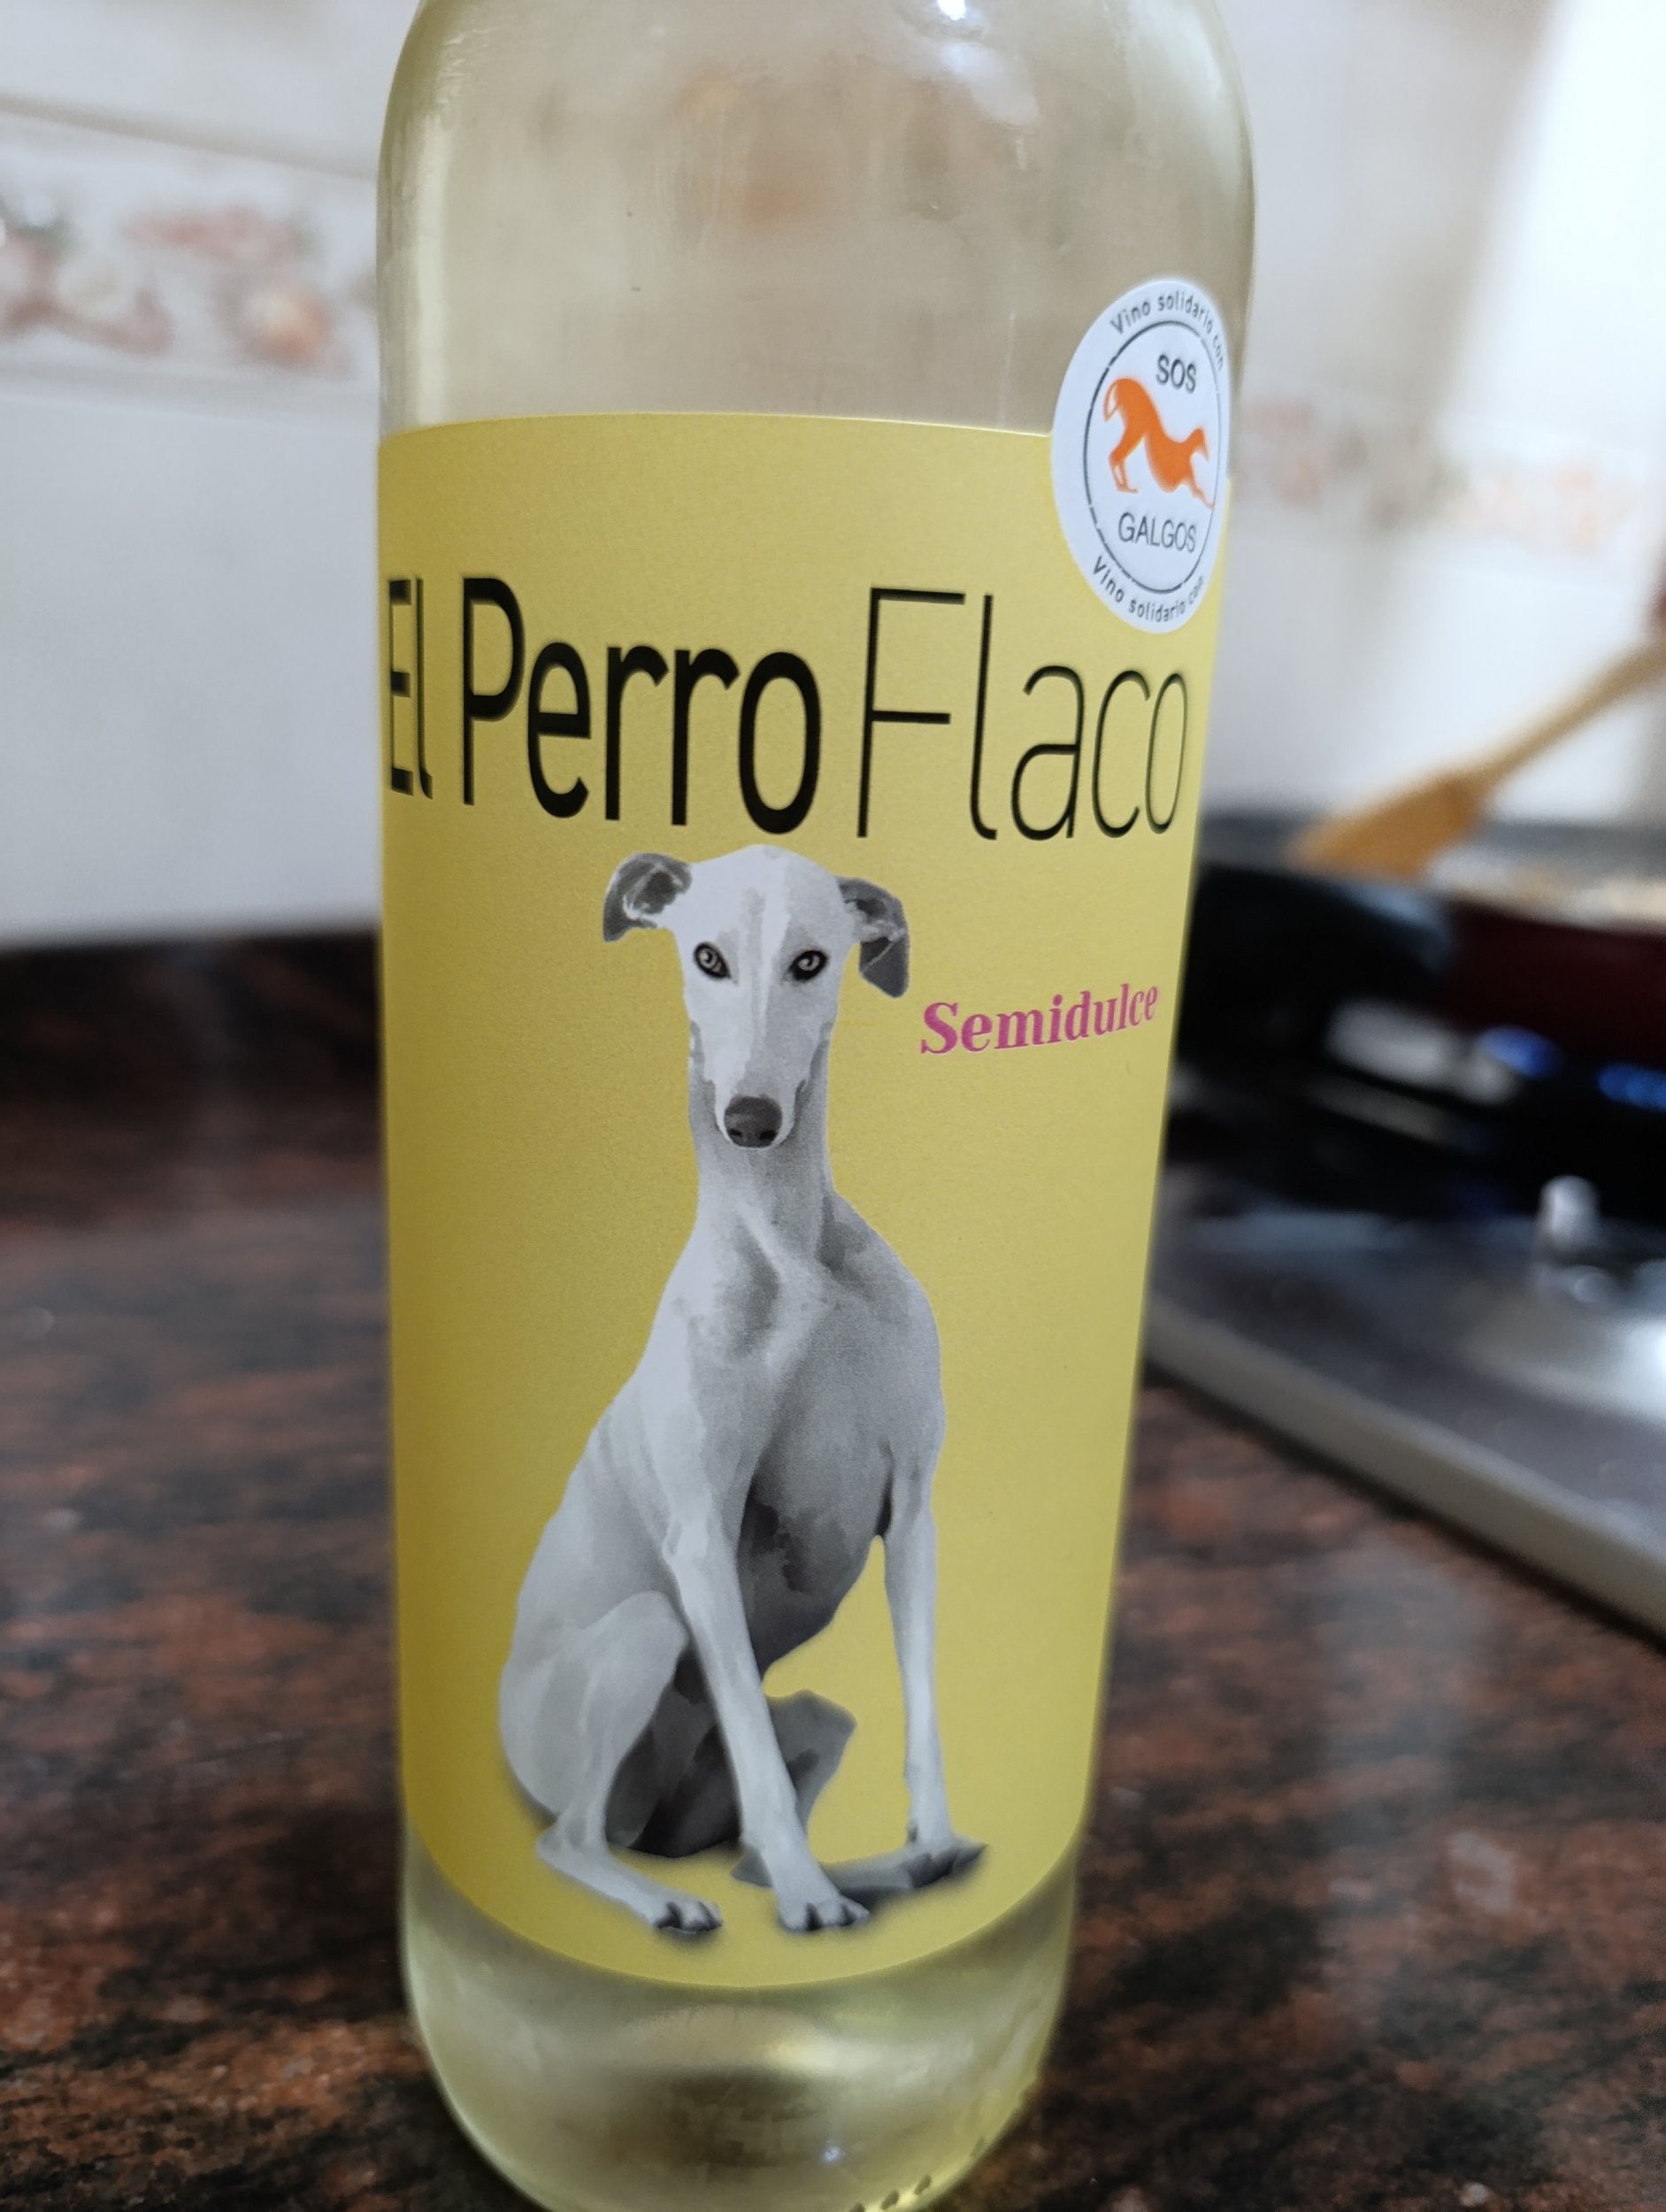 Vino solidario con
SOS
GALGOS
Vino solidario con
El Perro Flaco
Semidulce